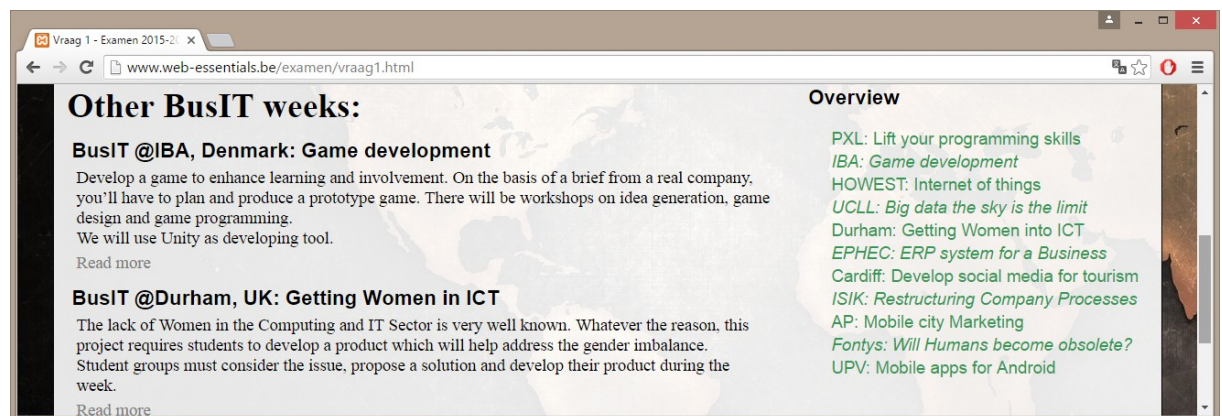 Vraag 1 - Examen 2015-2
www.web-essentials.be/examen/vraag1.html
Other BusIT weeks:
BusIT @IBA, Denmark: Game development
Develop a game to enhance learning and involvement. On the basis of a brief from a real company,
you'll have to plan and produce a prototype game. There will be workshops on idea generation, game
design and game programming.
We will use Unity as developing tool.
Read more
BusIT @Durham, UK: Getting Women in ICT
The lack of Women in the Computing and IT Sector is very well known. Whatever the reason, this
project requires students to develop a product which will help address the gender imbalance.
Student groups must consider the issue, propose a solution and develop their product during the
week.
Read more
Overview
PXL: Lift your programming skills
IBA: Game development
HOWEST: Internet of things
UCLL: Big data the sky is the limit
Durham: Getting Women into ICT
EPHEC: ERP system for a Business
Cardiff: Develop social media for tourism
ISIK: Restructuring Company Processes
AP: Mobile city Marketing
Fontys: Will Humans become obsolete?
UPV: Mobile apps for Android